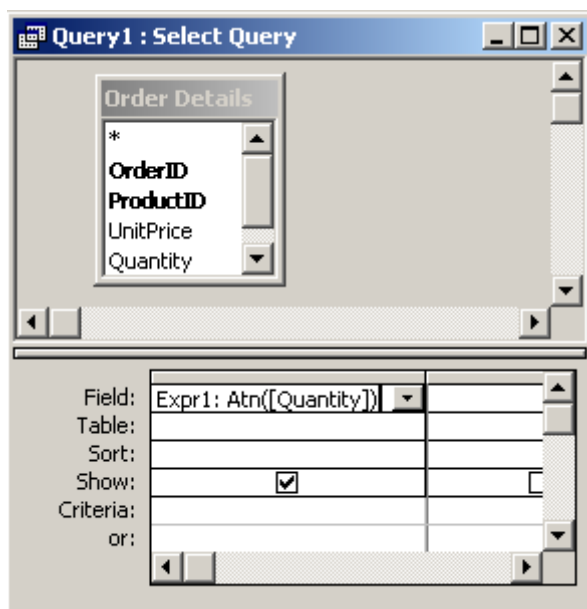 Query1 : Select Query
Order Details
*
OrderID
ProductID
UnitPrice
Quantity
Field: Expr1: Atn([Quantity])
Table:
Sort:
Show:
Criteria:
or: